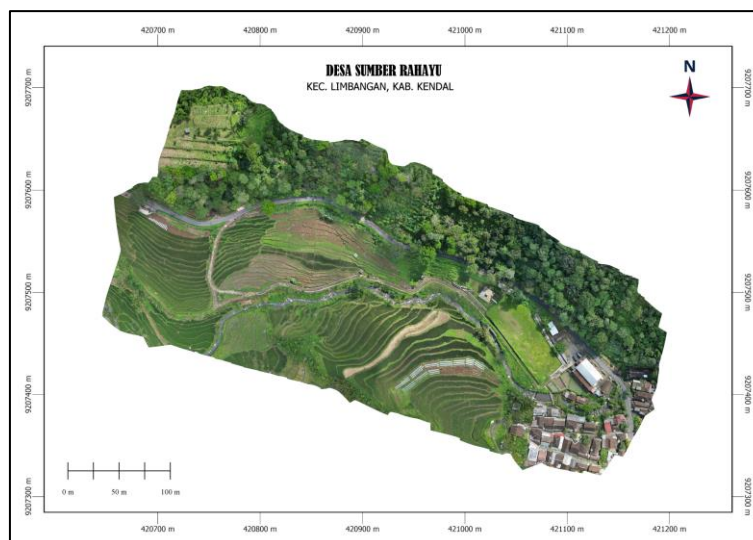 420700 m 420800 m 420900 m 421000 m 421100 m 421200 m
DESA SUMBER RAHAYU
KEC. LIMBANGAN, KAB. KENDAL
N
9207700 m 9207700 m
9207600 m 9207600 m
9207500 m 9207500 m
9207400 m 9207400 m
0 m 50 m 100 m
9207300 m 9207300 m
420700 m 420800 m 420900 m 421000 m 421100 m 421200 m